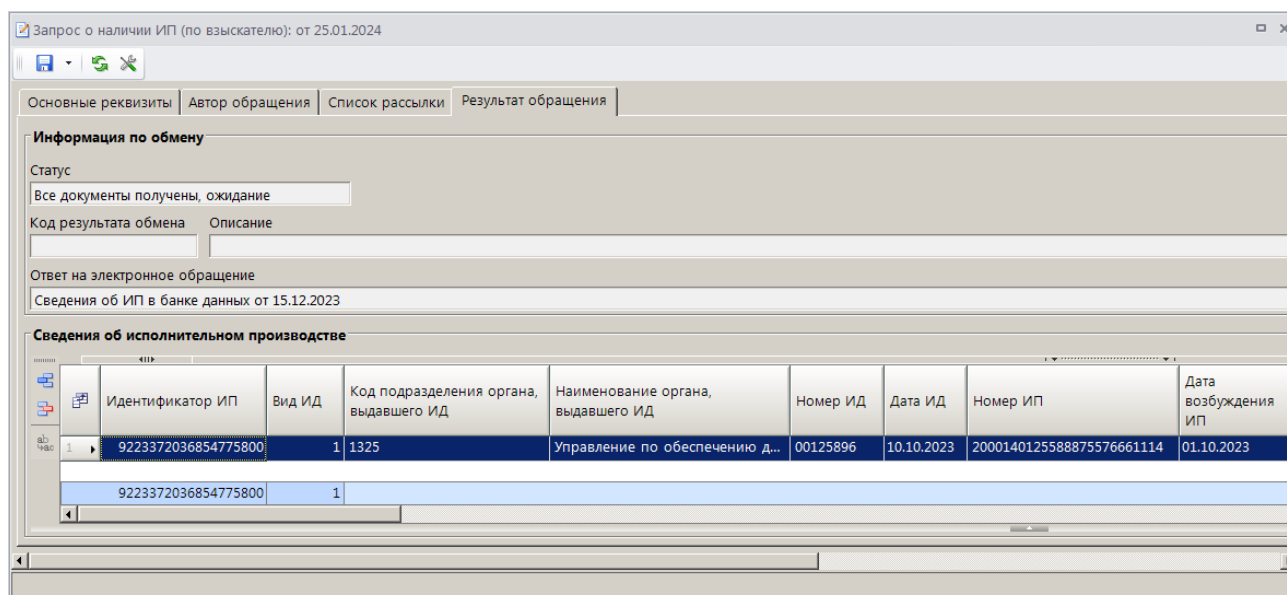 Запрос о наличии ИП (по взыскателю): от 25.01.2024
Основные реквизиты Автор обращения Список рассылки Результат обращения
Информация по обмену
Статус
Все документы получены, ожидание
Код результата обмена Описание
Ответ на электронное обращение
Сведения об ИП в банке данных от 15.12.2023
Сведения об исполнительном производстве
Идентификатор ИП Вид ИД Код подразделения органа, выдавшего ИД Наименование органа, выдавшего ИД Номер ИД Дата ИД Номер ИП Дата возбуждения ИП
1 9223372036854775800 1 1325 Управление по обеспечению д... 00125896 10.10.2023 2000140125588875576661114 01.10.2023
9223372036854775800 1